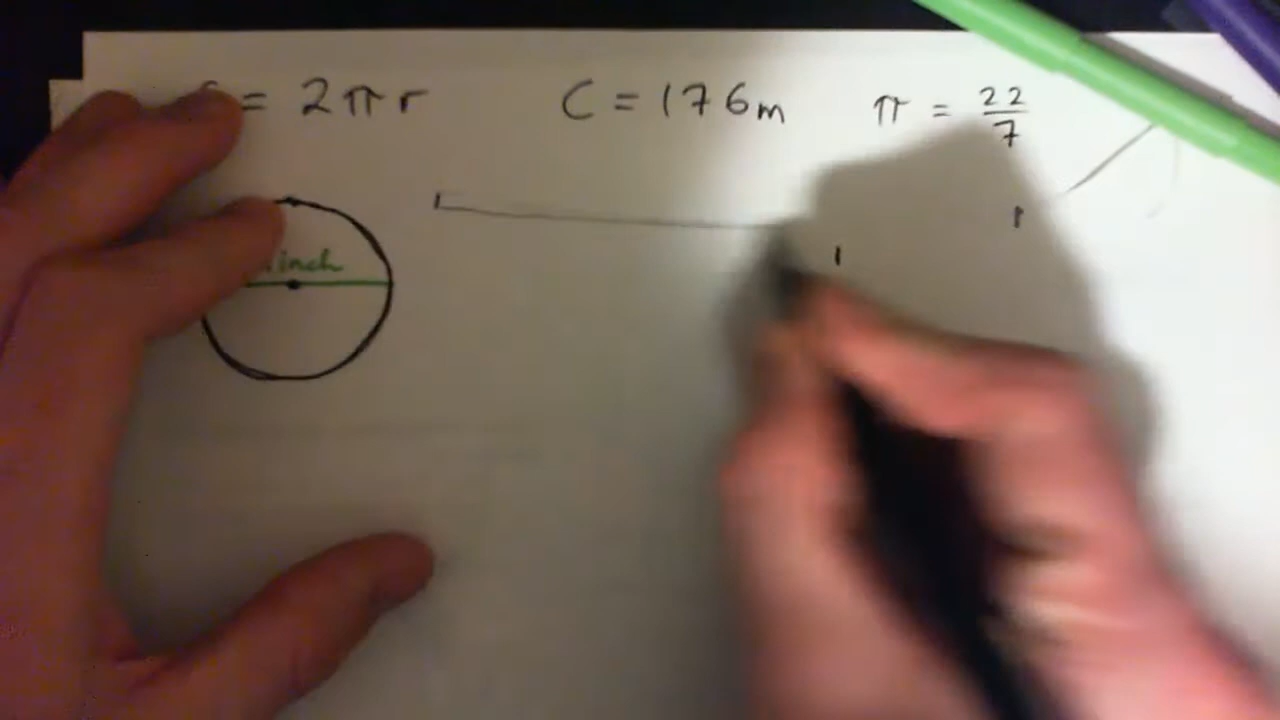 = 2πr C = 176m π = 22/7
inch